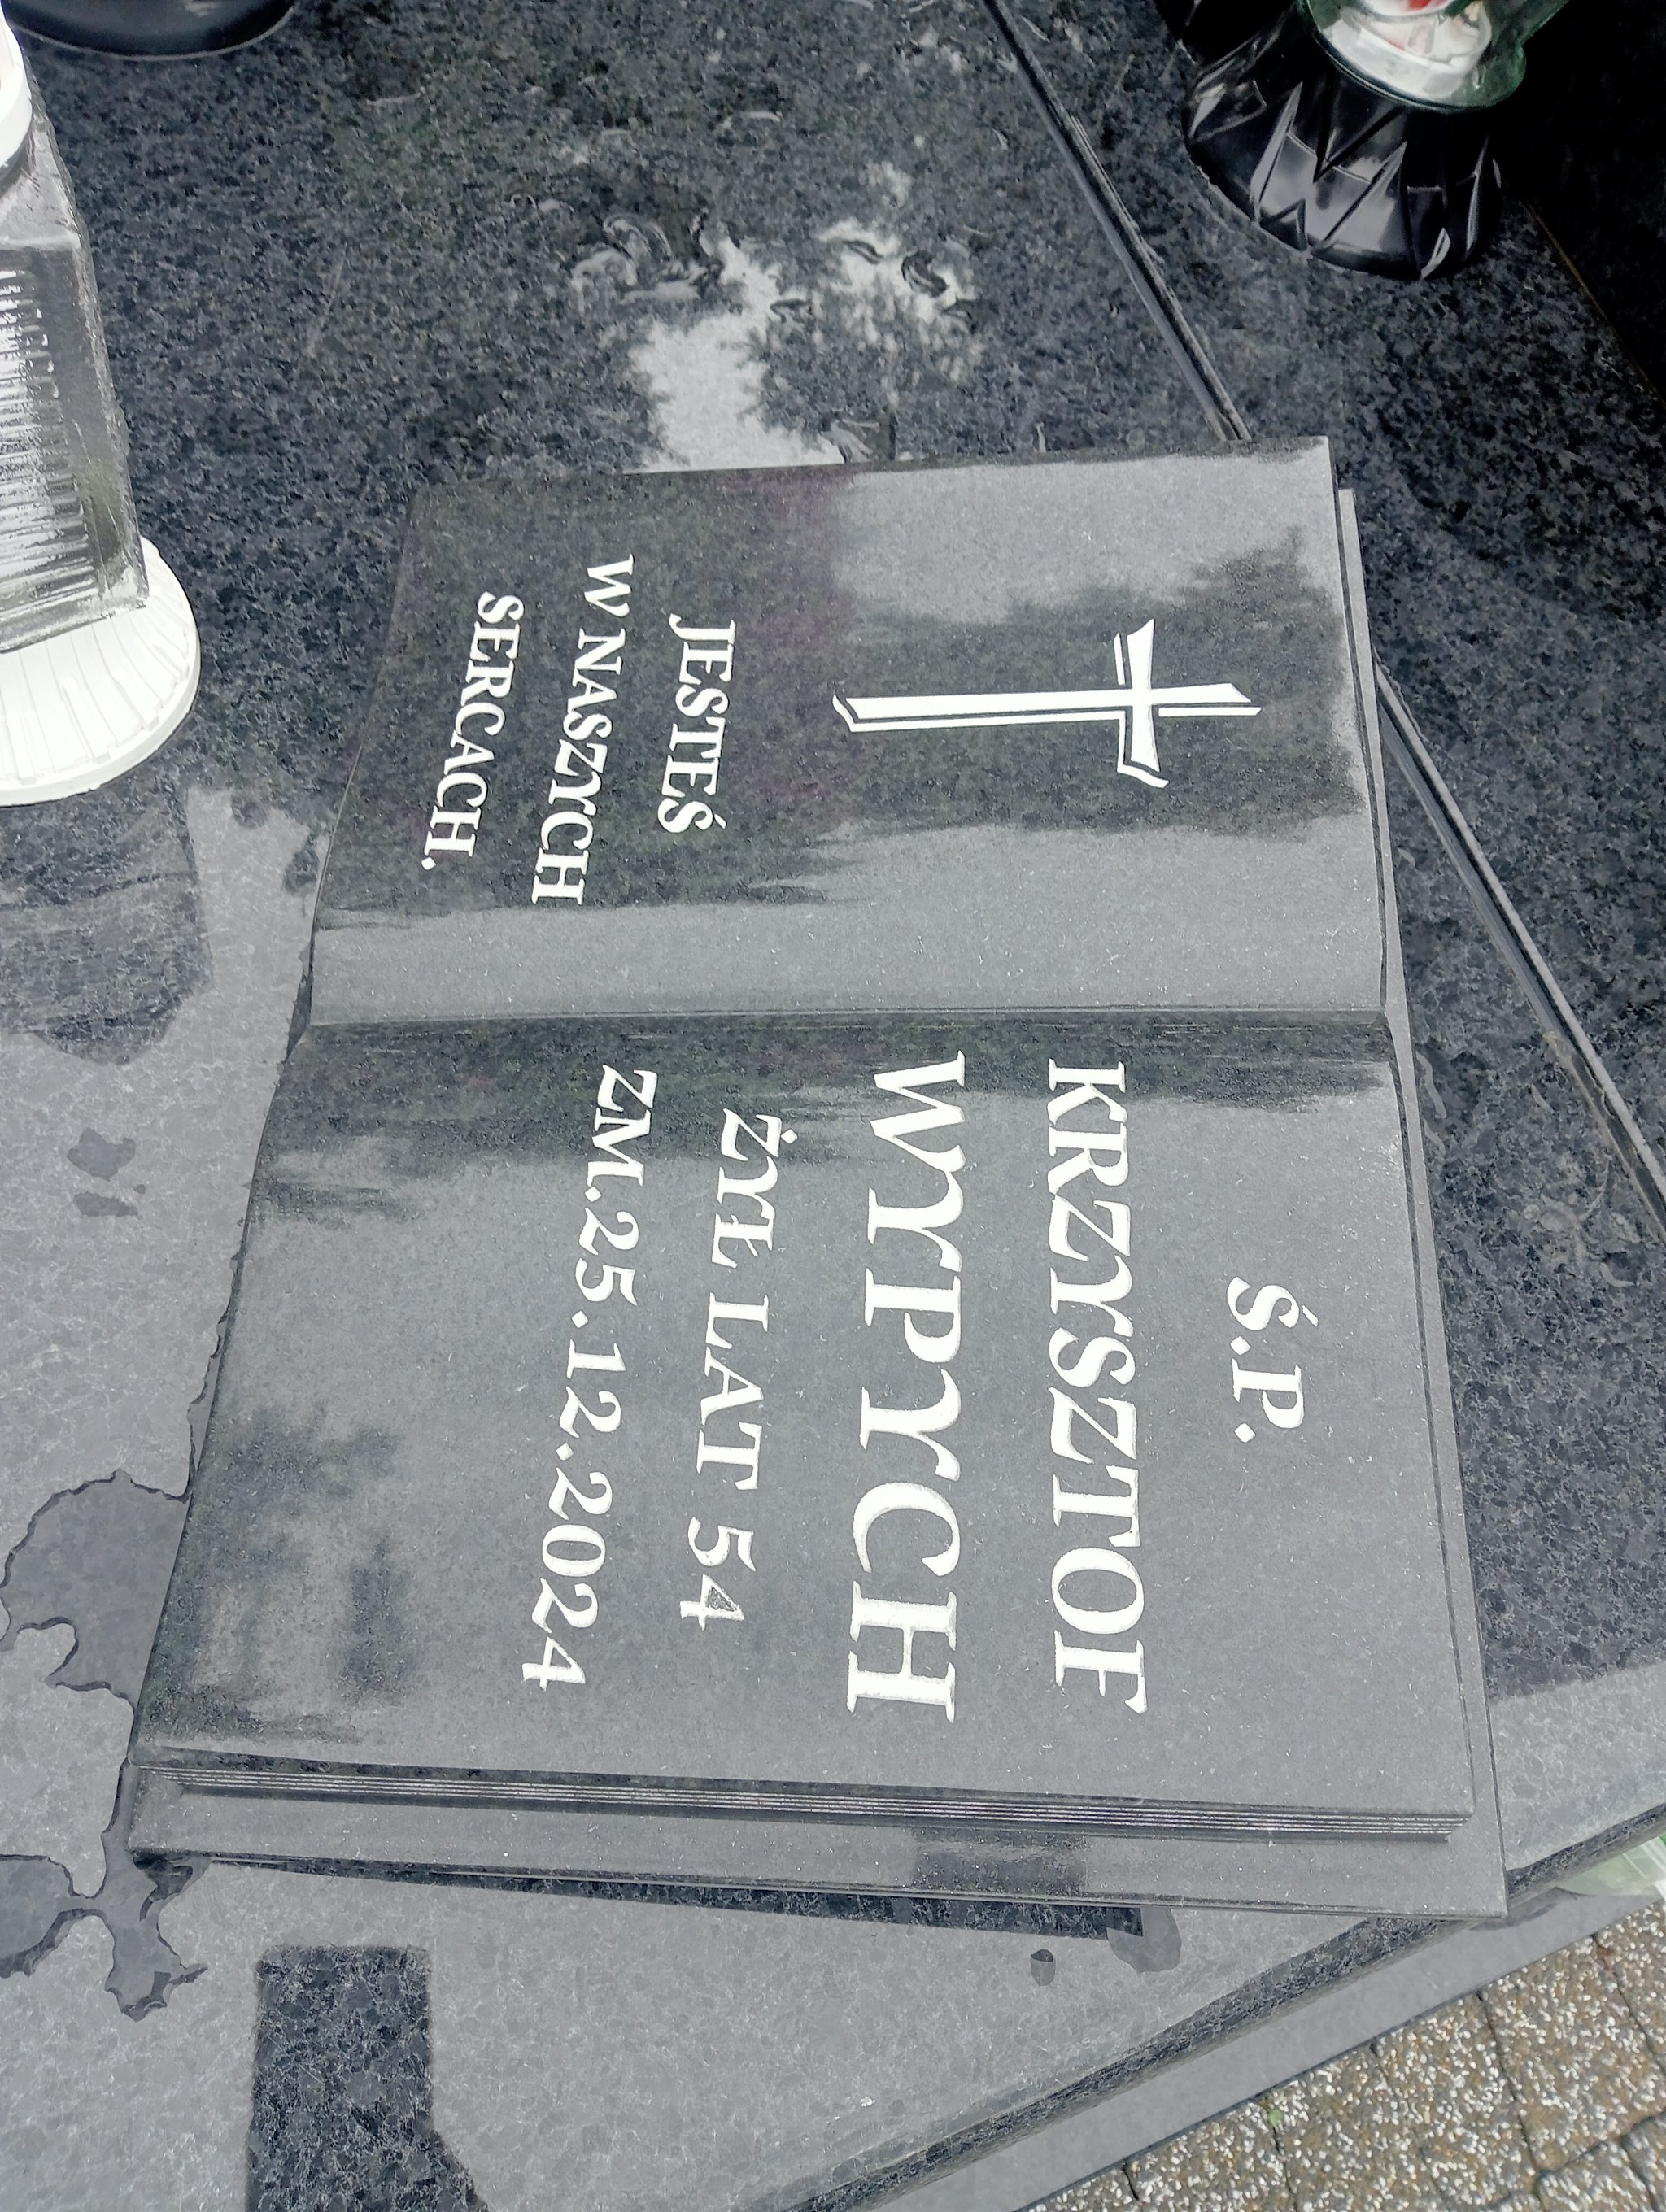 JESTEŚ
W NASZYCH
SERCACH.
Ś.P.
KRZYSZTOF
WYPYCH
ŻYŁ LAT 54
ZM.25.12.2024